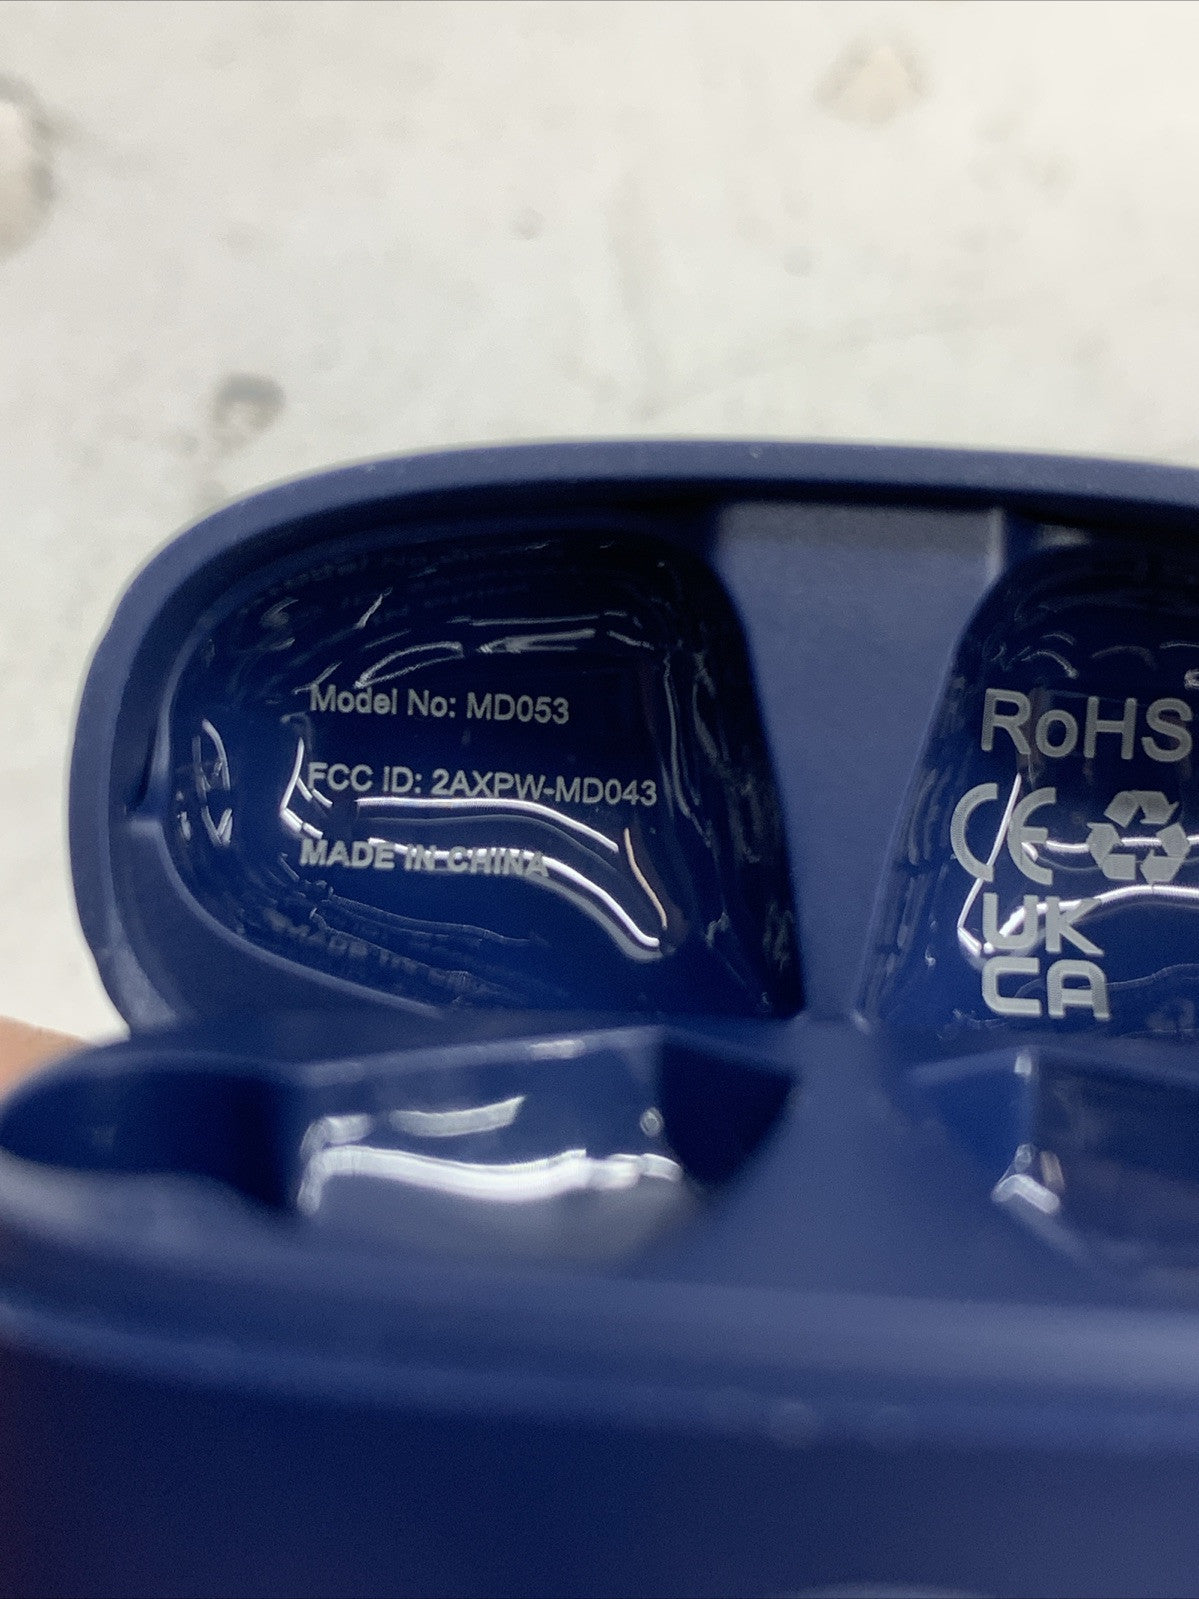 Model No: MD053
FCC ID: 2AXPW-MD043
MADE IN CHINA
RoHS
CE
UK
CA